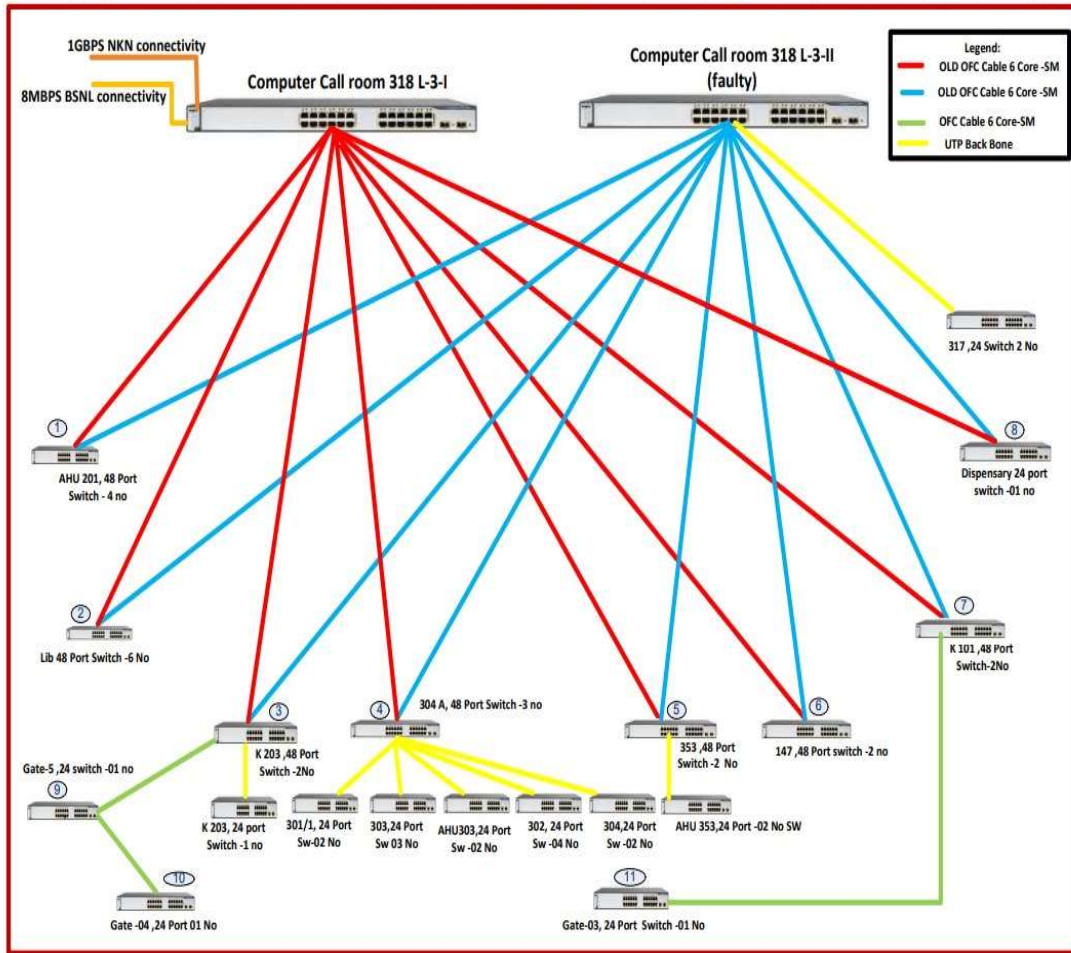 1GBPS NKN connectivity
8MBPS BSNL connectivity
Computer Call room 318 L-3-I
Computer Call room 318 L-3-II
(faulty)
Legend:
OLD OFC Cable 6 Core -SM
OLD OFC Cable 6 Core -SM
OFC Cable 6 Core-SM
UTP Back Bone
317 ,24 Switch 2 No
1
AHU 201, 48 Port
Switch - 4 no
8
Dispensary 24 port
switch -01 no
2
Lib 48 Port Switch -6 No
7
K 101 ,48 Port
Switch-2No
3
K 203 ,48 Port
Switch -2No
4
304 A, 48 Port Switch -3 no
5
353 ,48 Port
Switch -2 No
6
147 ,48 Port switch -2 no
Gate-5 ,24 switch -01 no
9
K 203, 24 port
Switch -1 no
301/1, 24 Port
Sw-02 No
303,24 Port
Sw 03 No
AHU303,24 Port
Sw -02 No
302, 24 Port
Sw -04 No
304,24 Port
Sw -02 No
AHU 353,24 Port -02 No SW
10
Gate -04 ,24 Port 01 No
11
Gate-03, 24 Port Switch -01 No